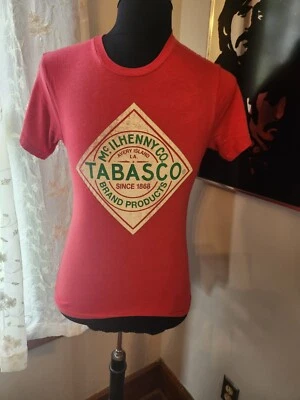 McILHENNY CO.
AVERY ISLAND
LA.
TABASCO
SINCE 1868
BRAND PRODUCTS